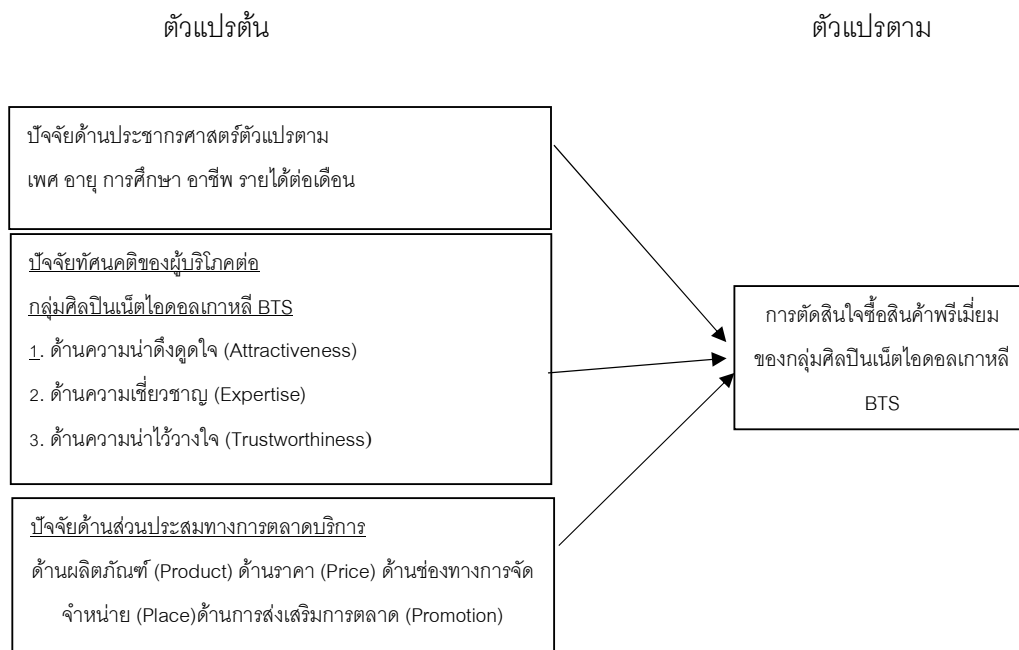 ตัวแปรต้น
ตัวแปรตาม
ปัจจัยด้านประชากรศาสตร์ตัวแปรตาม
เพศ อายุ การศึกษา อาชีพ รายได้ต่อเดือน
ปัจจัยทัศนคติของผู้บริโภคต่อ
กลุ่มศิลปินเน็ตไอดอลเกาหลี BTS
1. ด้านความน่าดึงดูดใจ (Attractiveness)
2. ด้านความเชี่ยวชาญ (Expertise)
3. ด้านความน่าไว้วางใจ (Trustworthiness)
ปัจจัยด้านส่วนประสมทางการตลาดบริการ
ด้านผลิตภัณฑ์ (Product) ด้านราคา (Price) ด้านช่องทางการจัด
จำหน่าย (Place)ด้านการส่งเสริมการตลาด (Promotion)
การตัดสินใจซื้อสินค้าพรีเมี่ยม
ของกลุ่มศิลปินเน็ตไอดอลเกาหลี
BTS